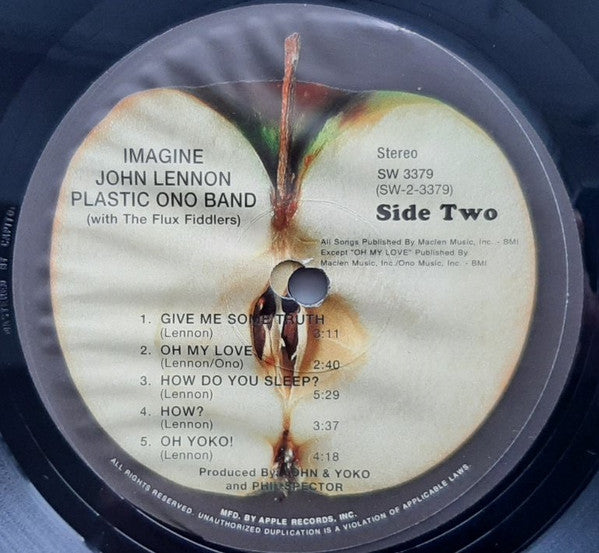 IMAGINE
JOHN LENNON
PLASTIC ONO BAND
(with The Flux Fiddlers)
Stereo
SW 3379
(SW-2-3379)
Side Two
All Songs Published By Maclen Music, Inc. - BMI
Except "OH MY LOVE" Published By
Maclen Music, Inc./Ono Music, Inc. - BMI
1. GIVE ME SOME TRUTH
(Lennon) 3:11
2. OH MY LOVE
(Lennon/Ono) 2:40
3. HOW DO YOU SLEEP?
(Lennon) 5:29
4. HOW?
(Lennon) 3:37
5. OH YOKO!
(Lennon) 4:18
Produced By JOHN & YOKO
and PHIL SPECTOR
MFD. BY APPLE RECORDS, INC.
ALL RIGHTS RESERVED. UNAUTHORIZED DUPLICATION IS A VIOLATION OF APPLICABLE LAWS.
MASTERED BY CAPITOL